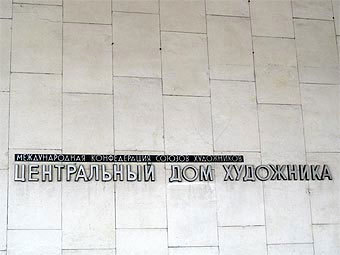 МЕЖДУНАРОДНАЯ КОНФЕДЕРАЦИЯ СОЮЗОВ ХУДОЖНИКОВ
ЦЕНТРАЛЬНЫЙ ДОМ ХУДОЖНИКА